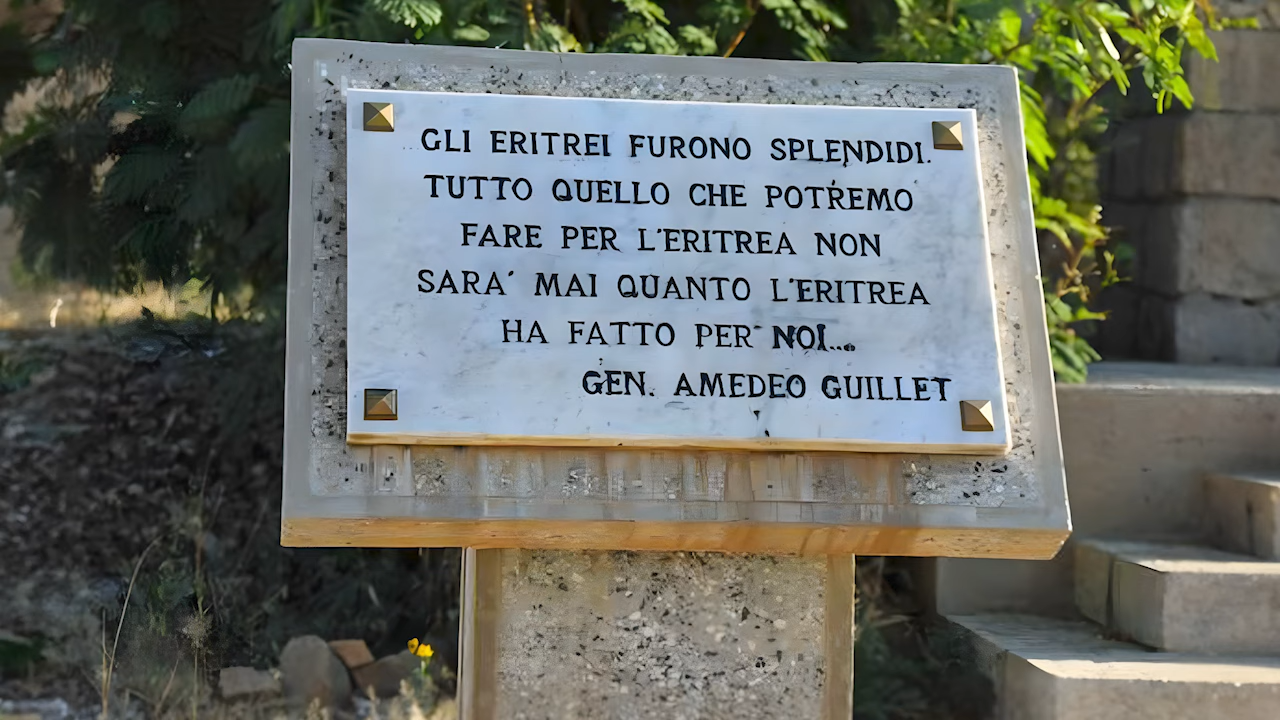 GLI ERITREI FURONO SPLENDIDI.
TUTTO QUELLO CHE POTREMO
FARE PER L'ERITREA NON
SARA´ MAI QUANTO L'ERITREA
HA FATTO PER NOI...
GEN. AMEDEO GUILLET